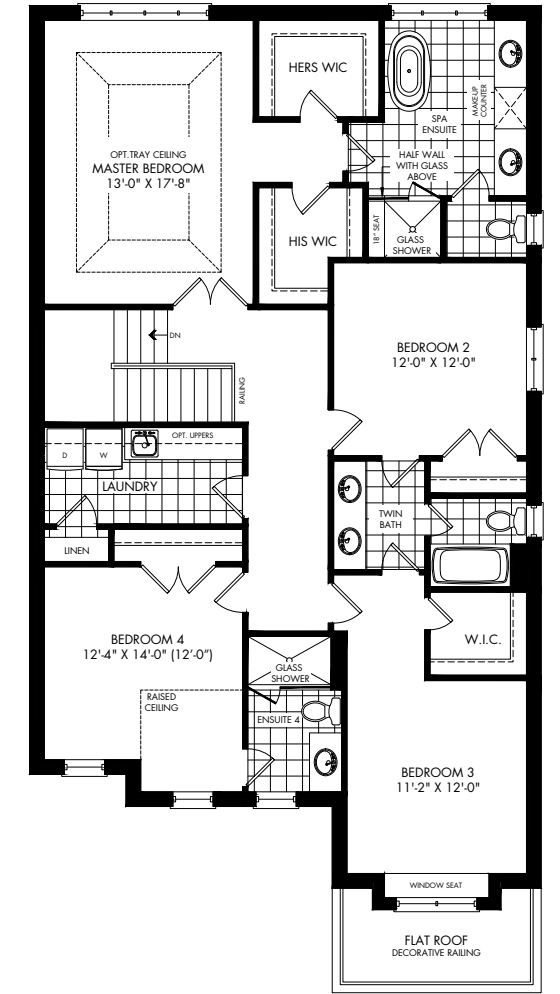 HERS WIC
MAKE-UP
COUNTER
SPA
ENSUITE
OPT.TRAY CEILING
MASTER BEDROOM
13'-0" X 17'-8"
HALF WALL
WITH GLASS
ABOVE
HIS WIC
18" SEAT
GLASS
SHOWER
DN
RAILING
BEDROOM 2
12'-0" X 12'-0"
OPT. UPPERS
D
W
LAUNDRY
TWIN
BATH
LINEN
BEDROOM 4
12'-4" X 14'-0" (12'-0")
W.I.C.
GLASS
SHOWER
RAISED
CEILING
ENSUITE 4
BEDROOM 3
11'-2" X 12'-0"
WINDOW SEAT
FLAT ROOF
DECORATIVE RAILING